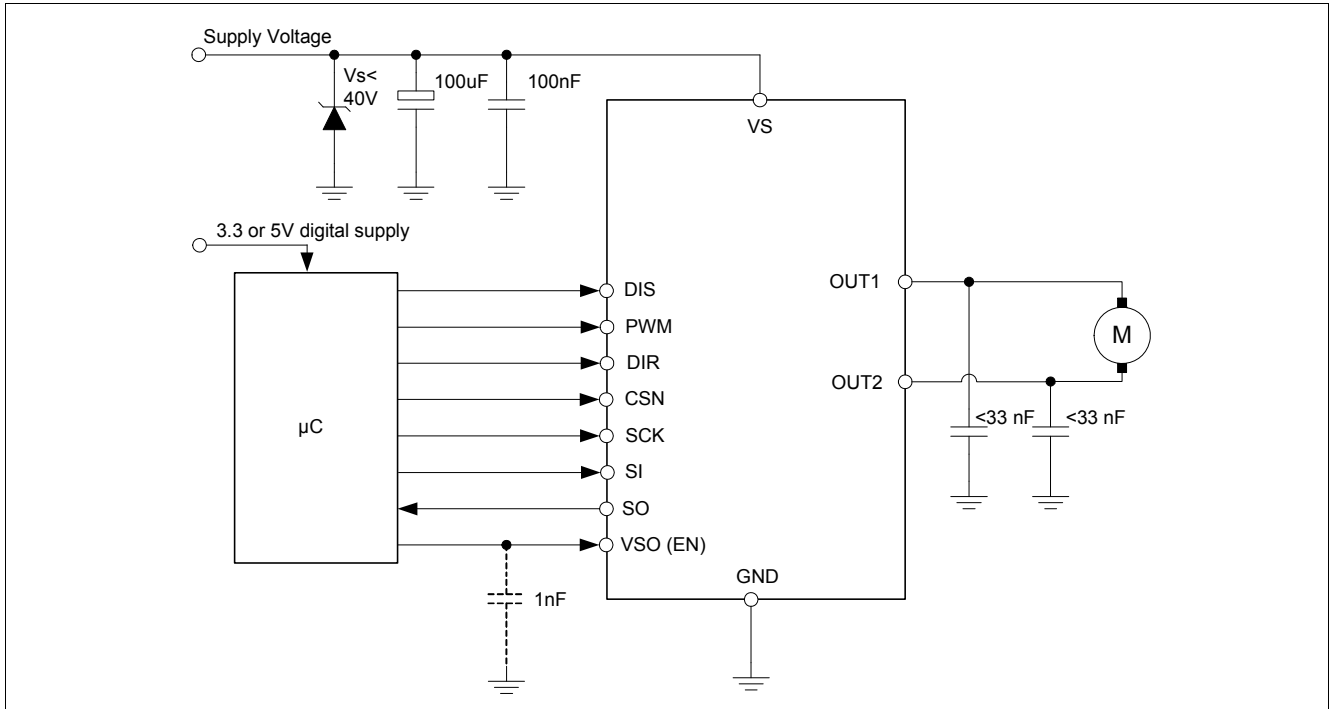 Supply Voltage
Vs<
40V
100uF
100nF
VS
3.3 or 5V digital supply
µC
DIS
PWM
DIR
CSN
SCK
SI
SO
VSO (EN)
1nF
GND
OUT1
OUT2
M
<33 nF
<33 nF